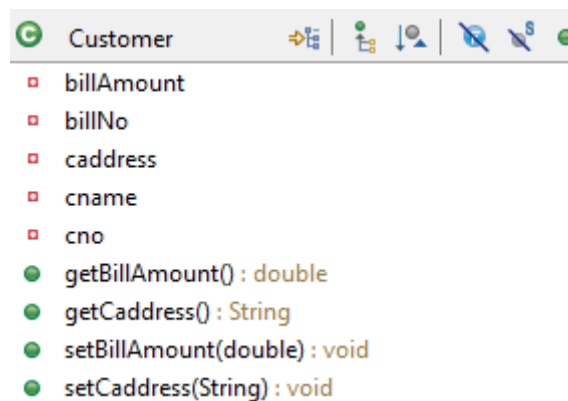 Customer
billAmount
billNo
caddress
cname
cno
getBillAmount() : double
getCaddress() : String
setBillAmount(double) : void
setCaddress(String) : void